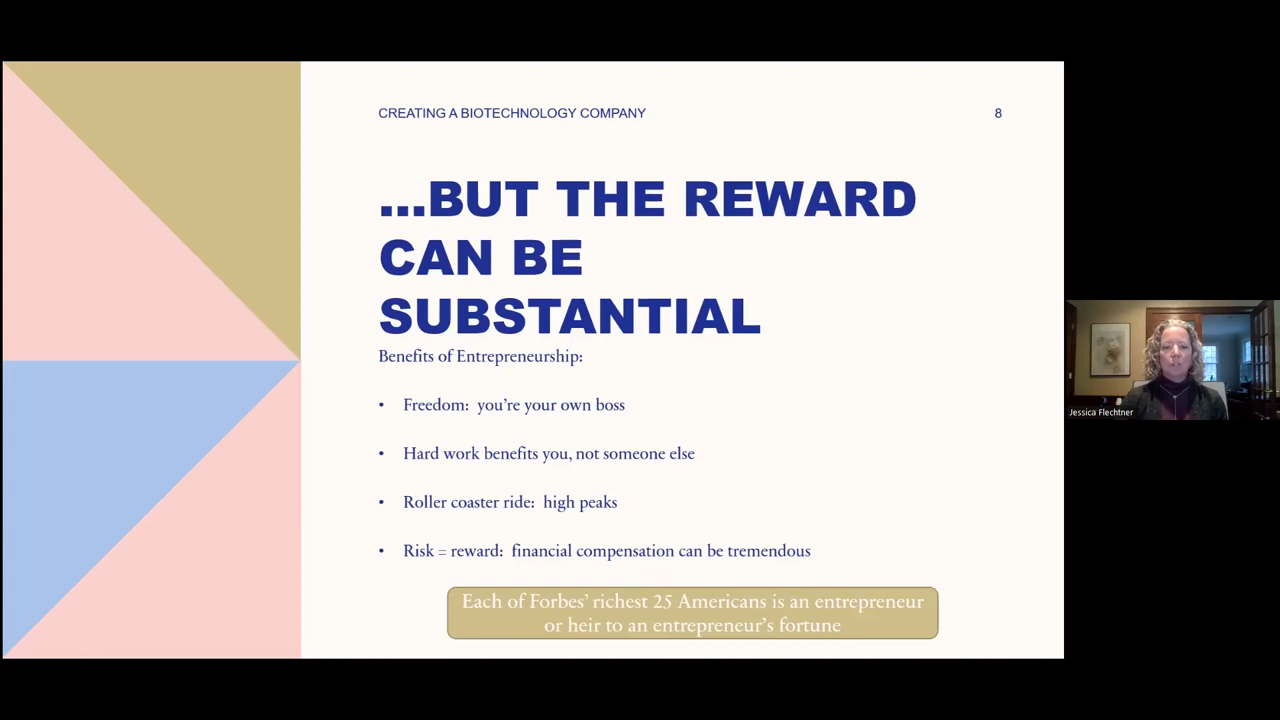 CREATING A BIOTECHNOLOGY COMPANY
8
...BUT THE REWARD
CAN BE
SUBSTANTIAL
Benefits of Entrepreneurship:
• Freedom: you're your own boss
• Hard work benefits you, not someone else
• Roller coaster ride: high peaks
• Risk = reward: financial compensation can be tremendous
Each of Forbes' richest 25 Americans is an entrepreneur
or heir to an entrepreneur's fortune
Jessica Flechtner